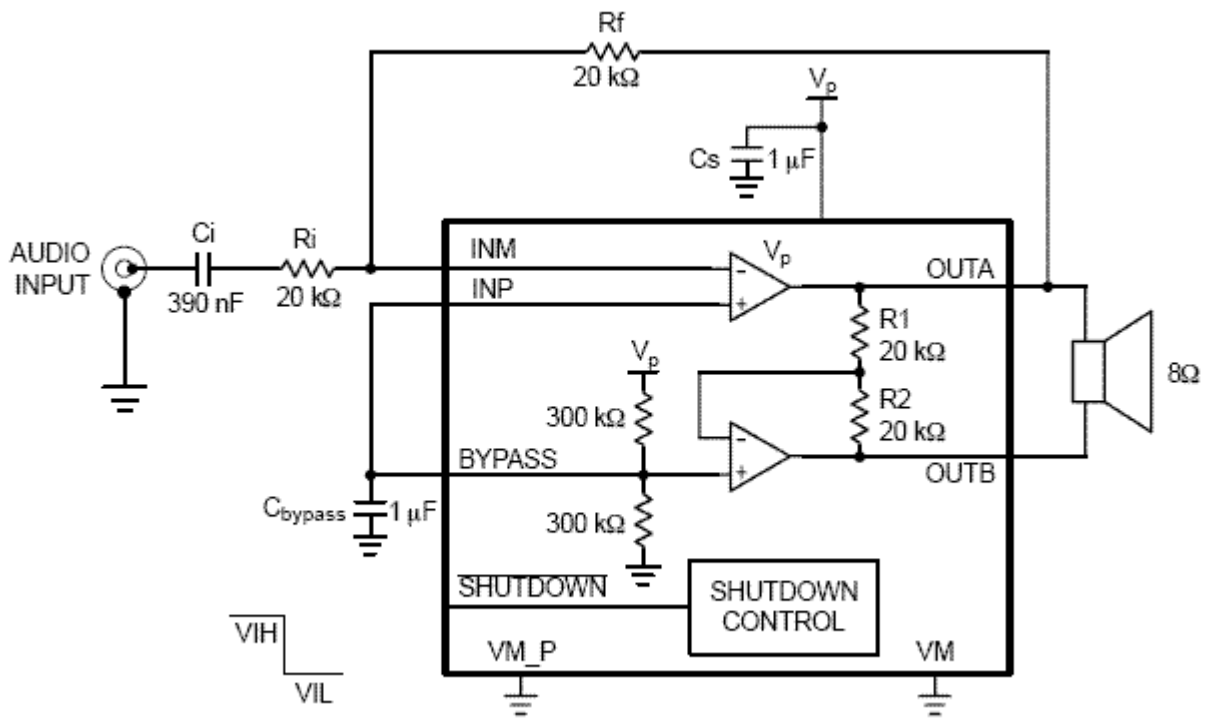 Rf
20 kΩ
Vp
Cs
1 µF
AUDIO
INPUT
Ci
390 nF
Ri
20 kΩ
INM
INP
Vp
OUTA
R1
20 kΩ
Vp
300 kΩ
R2
20 kΩ
8Ω
BYPASS
OUTB
Cbypass
1 µF
300 kΩ
SHUTDOWN
SHUTDOWN
CONTROL
VIH
VIL
VM_P
VM
-
+
-
+